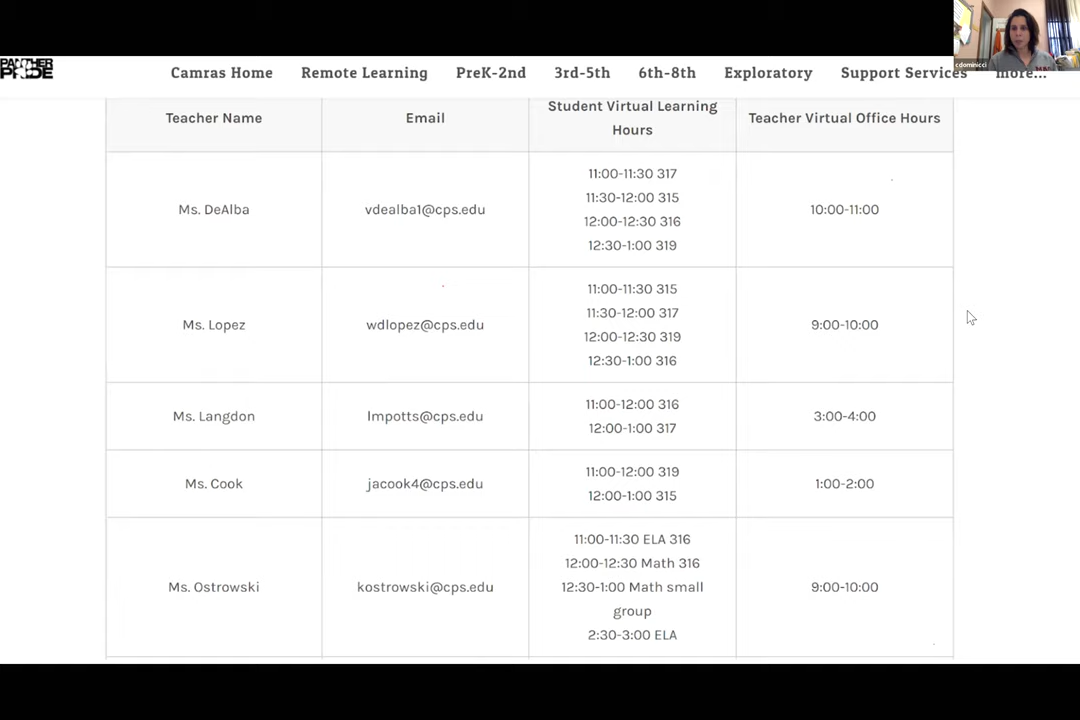 cdominicci
PANTHER
PRIDE
Camras Home Remote Learning PreK-2nd 3rd-5th 6th-8th Exploratory Support Services more...
Teacher Name Email Student Virtual Learning Hours Teacher Virtual Office Hours
Ms. DeAlba vdealba1@cps.edu
11:00-11:30 317
11:30-12:00 315
12:00-12:30 316
12:30-1:00 319
10:00-11:00
Ms. Lopez wdlopez@cps.edu
11:00-11:30 315
11:30-12:00 317
12:00-12:30 319
12:30-1:00 316
9:00-10:00
Ms. Langdon lmpotts@cps.edu
11:00-12:00 316
12:00-1:00 317
3:00-4:00
Ms. Cook jacook4@cps.edu
11:00-12:00 319
12:00-1:00 315
1:00-2:00
Ms. Ostrowski kostrowski@cps.edu
11:00-11:30 ELA 316
12:00-12:30 Math 316
12:30-1:00 Math small
group
2:30-3:00 ELA
9:00-10:00